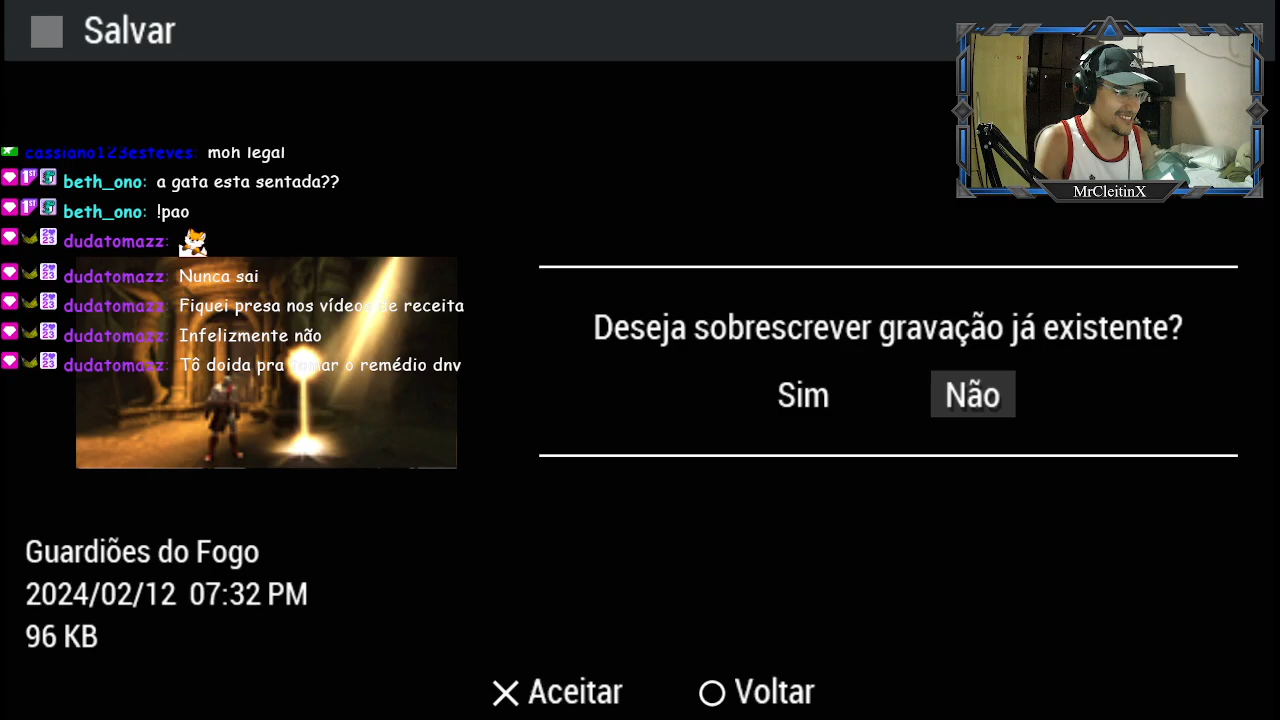 Salvar
MrCleitinX
cassiano123esteves: moh legal
beth_ono: a gata esta sentada??
beth_ono: !pao
dudatomazz:
dudatomazz: Nunca sai
dudatomazz: Fiquei presa nos vídeos de receita
dudatomazz: Infelizmente não
dudatomazz: Tô doida pra tomar o remédio dnv
Deseja sobrescrever gravação já existente?
Sim Não
Guardiões do Fogo
2024/02/12 07:32 PM
96 KB
Aceitar Voltar